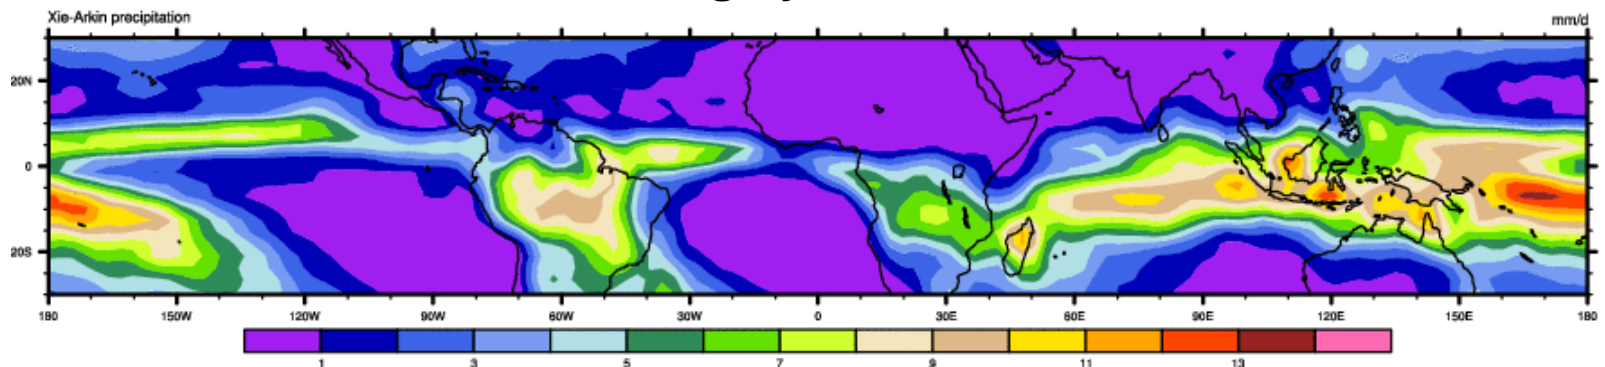 Xie-Arkin precipitation mm/d
20N
0
20S
180 150W 120W 90W 60W 30W 0 30E 60E 90E 120E 150E 180
1 3 5 7 9 11 13